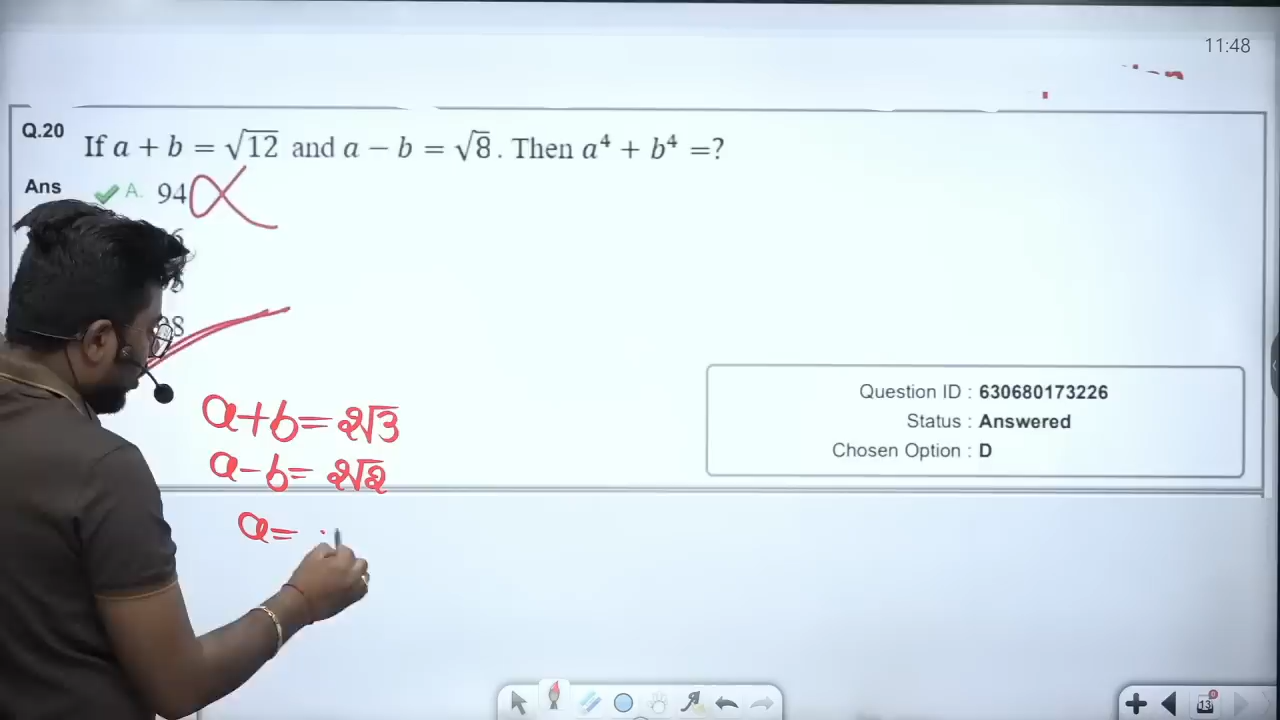 11:48
Q.20 If a + b = √12 and a − b = √8. Then a⁴ + b⁴ =?
Ans A. 94
a+b=2√3
a-b=2√2
a=
Question ID : 630680173226
Status : Answered
Chosen Option : D
13